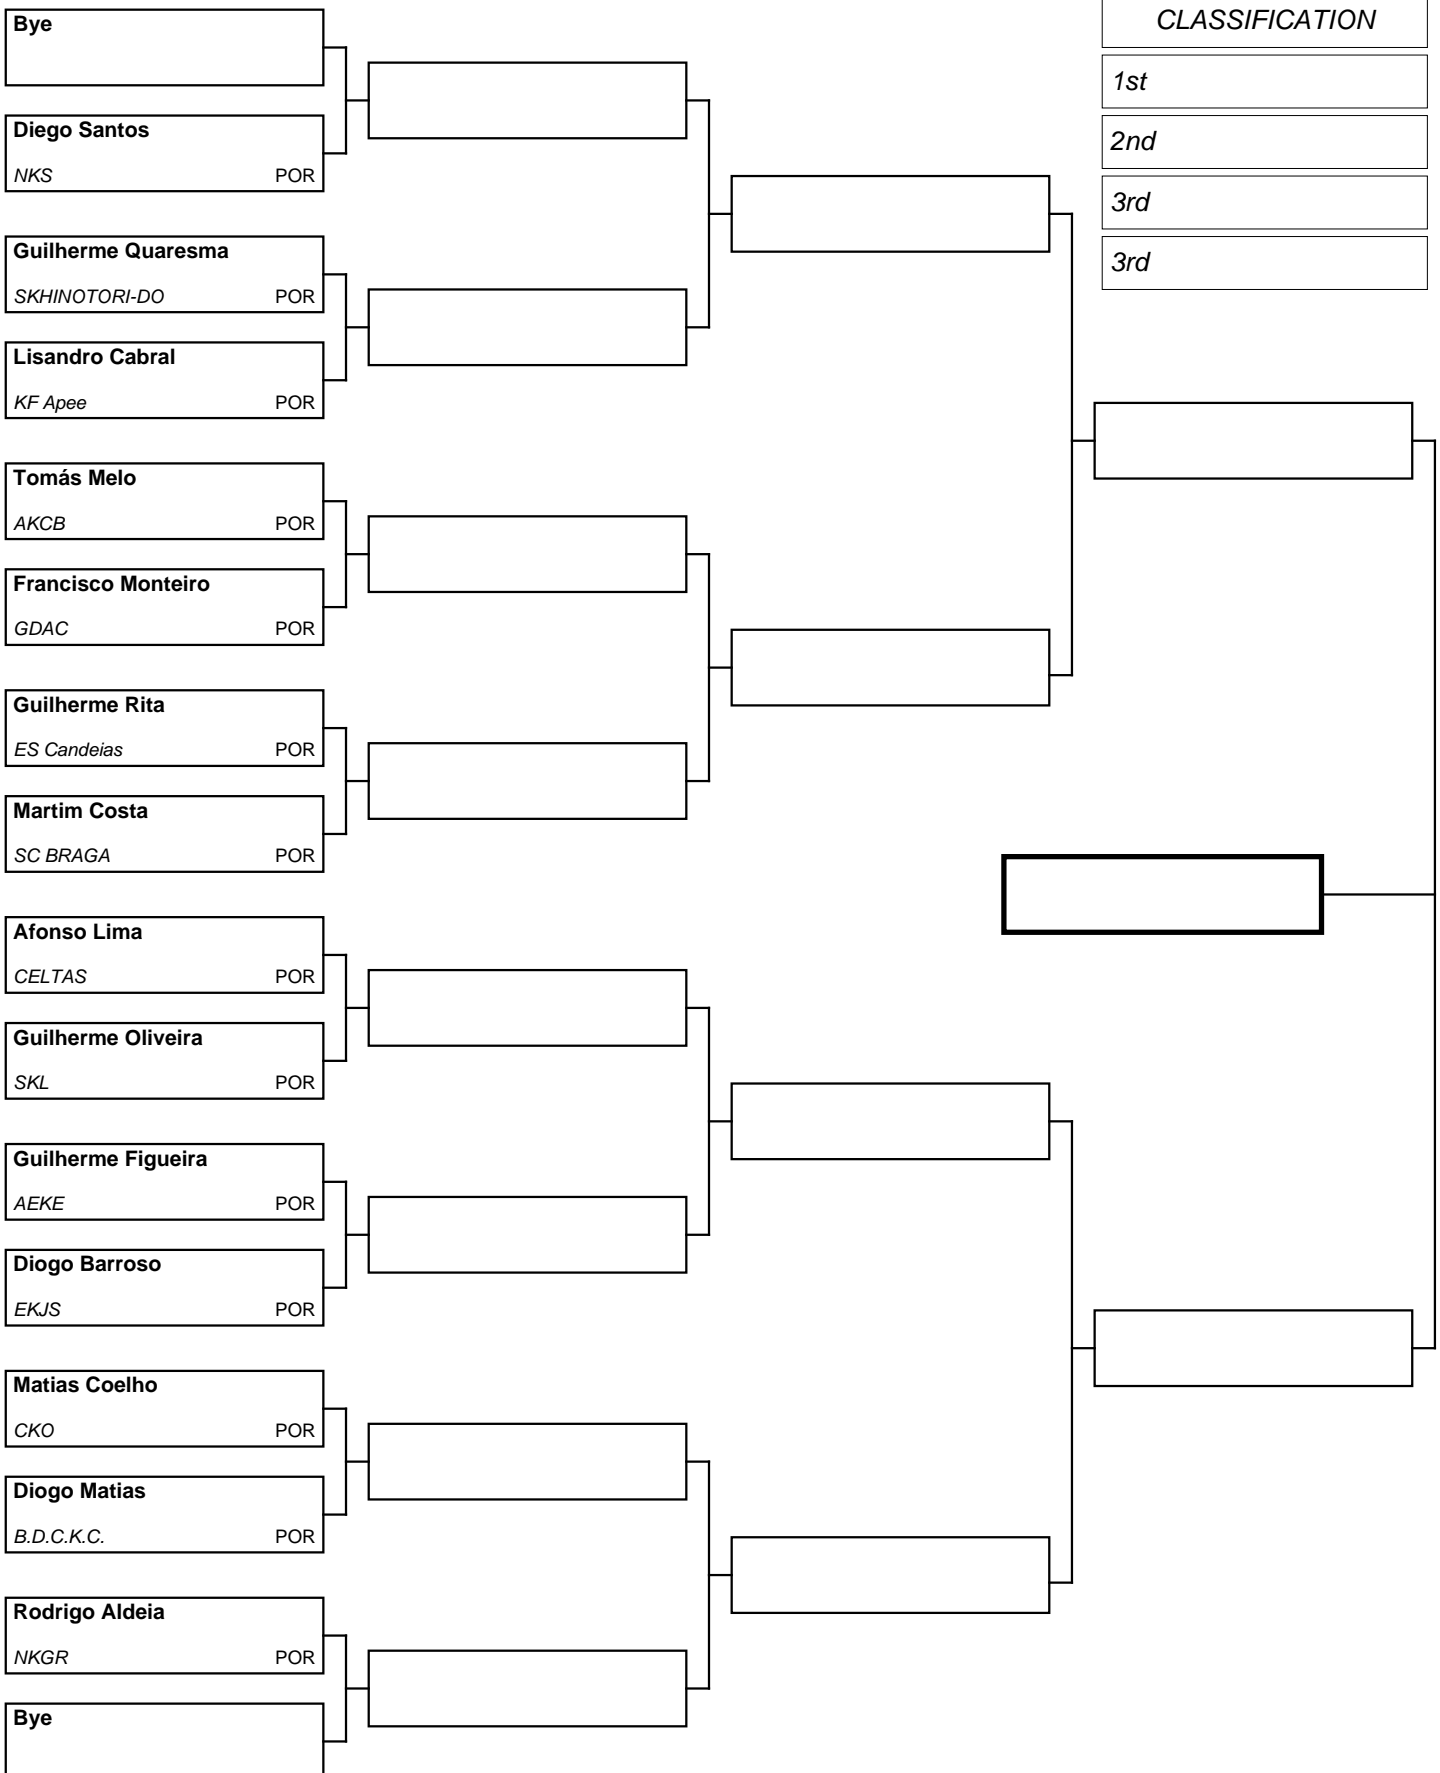 Bye
CLASSIFICATION
1st
2nd
3rd
3rd
Diego Santos
NKS POR
Guilherme Quaresma
SKHINOTORI-DO POR
Lisandro Cabral
KF Apee POR
Tomás Melo
AKCB POR
Francisco Monteiro
GDAC POR
Guilherme Rita
ES Candeias POR
Martim Costa
SC BRAGA POR
Afonso Lima
CELTAS POR
Guilherme Oliveira
SKL POR
Guilherme Figueira
AEKE POR
Diogo Barroso
EKJS POR
Matias Coelho
CKO POR
Diogo Matias
B.D.C.K.C. POR
Rodrigo Aldeia
NKGR POR
Bye